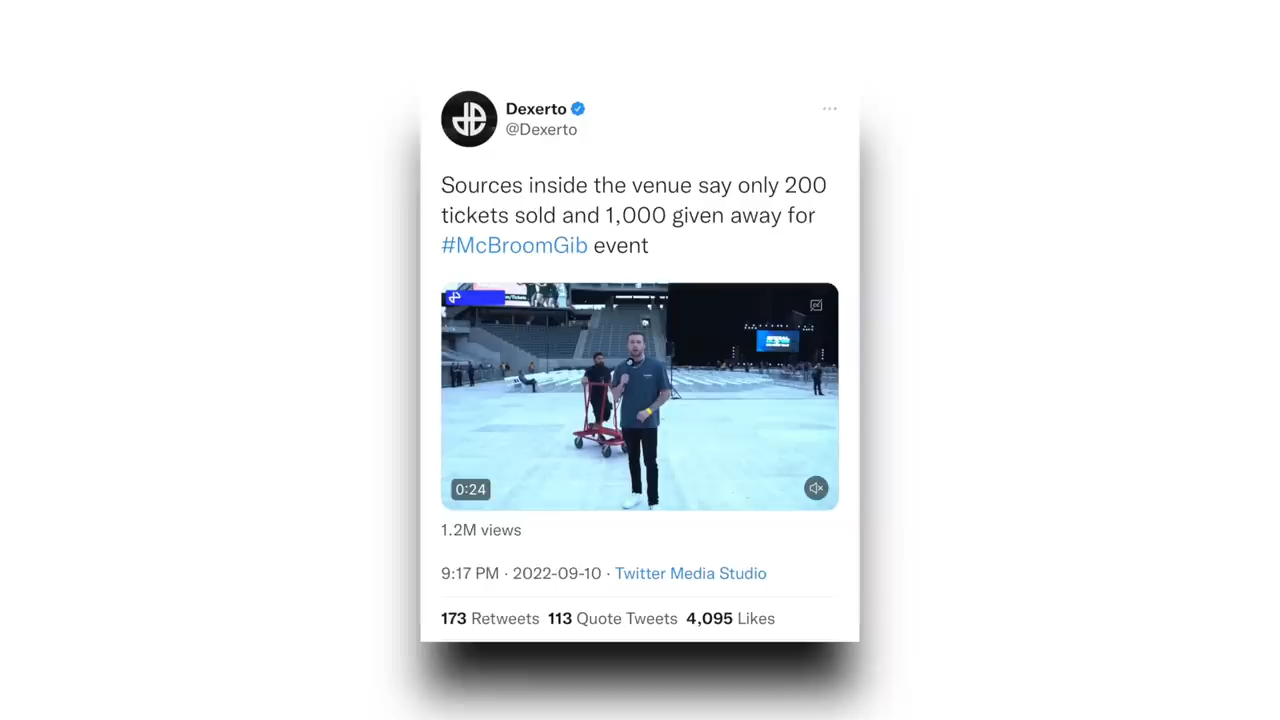 Dexerto
@Dexerto
Sources inside the venue say only 200
tickets sold and 1,000 given away for
#McBroomGib event
0:24
1.2M views
9:17 PM · 2022-09-10 · Twitter Media Studio
173 Retweets 113 Quote Tweets 4,095 Likes